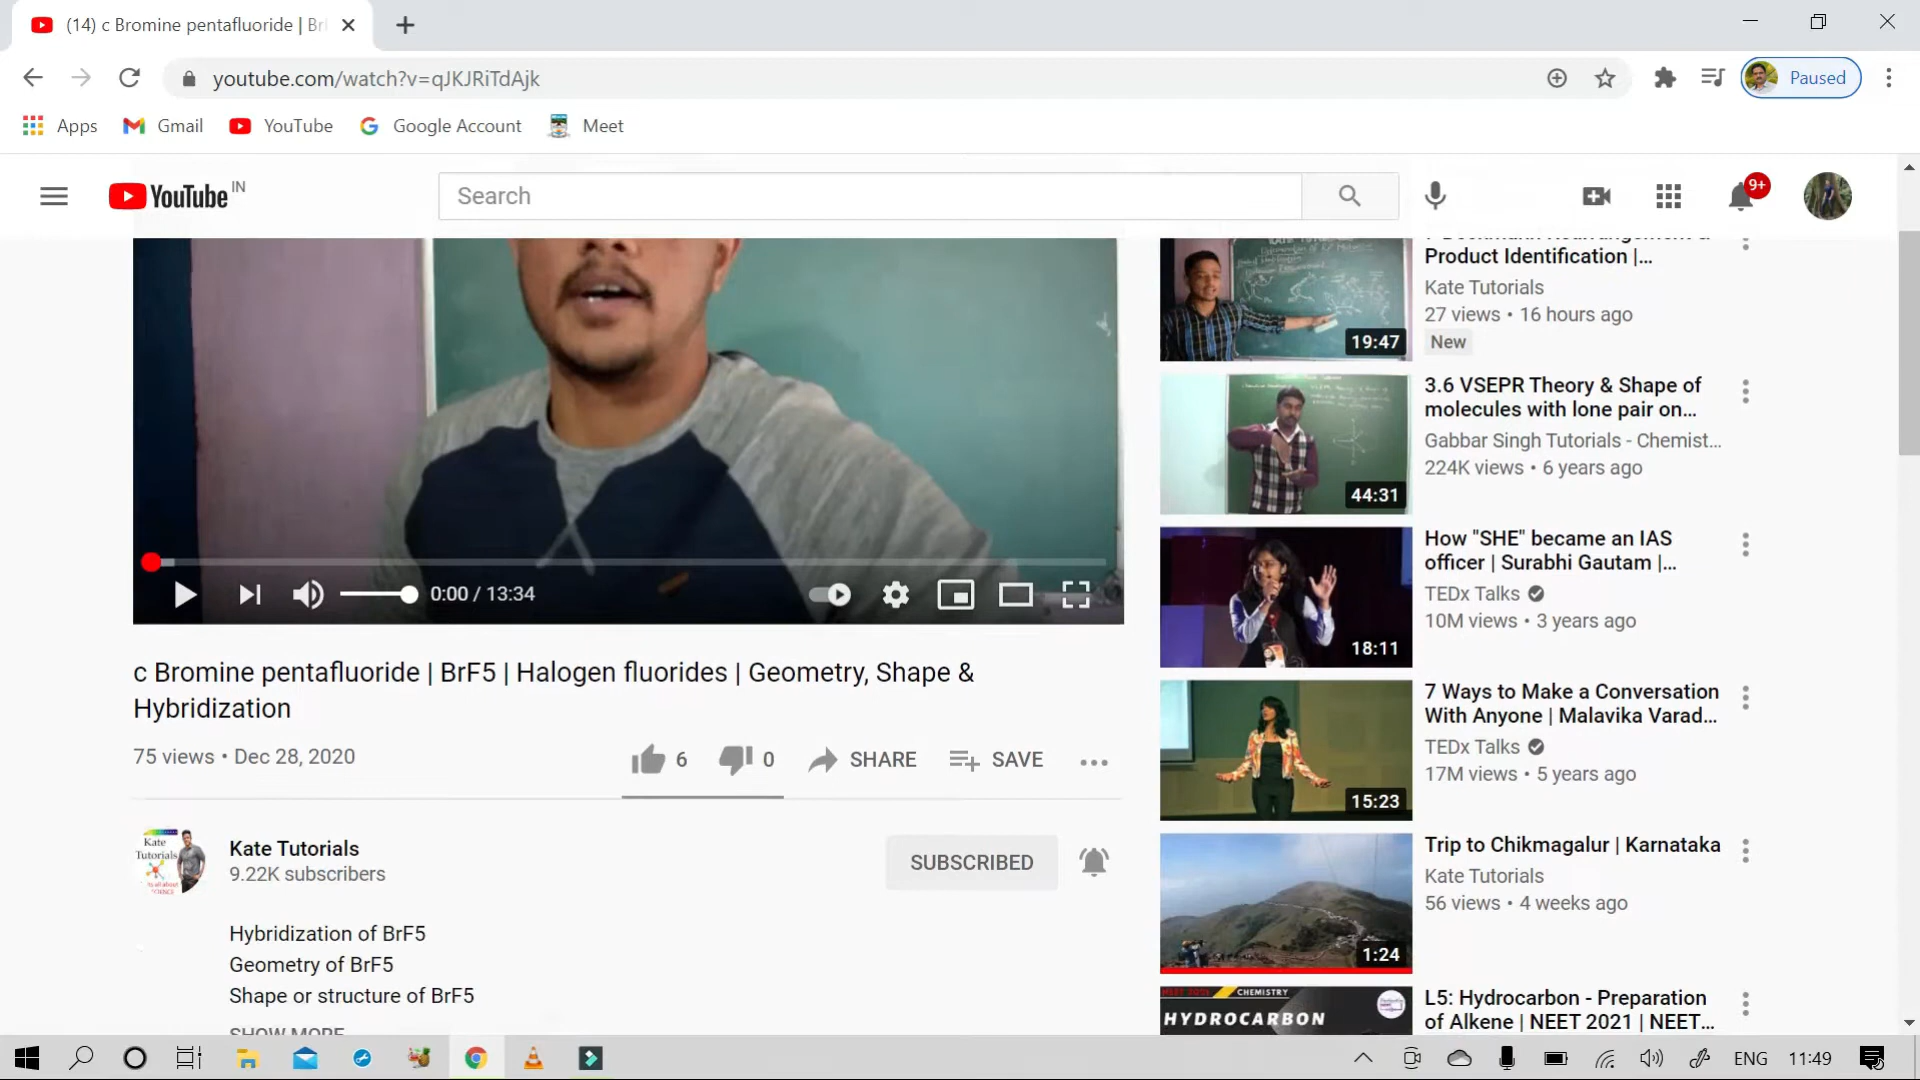 (14) c Bromine pentafluoride | Br
youtube.com/watch?v=qJKJRiTdAjk
Paused
Apps
Gmail
YouTube
Google Account
Meet
YouTube IN
Search
9+
0:00 / 13:34
c Bromine pentafluoride | BrF5 | Halogen fluorides | Geometry, Shape &
Hybridization
75 views • Dec 28, 2020
6
0
SHARE
SAVE
Kate
Tutorials
Kate Tutorials
9.22K subscribers
SUBSCRIBED
Hybridization of BrF5
Geometry of BrF5
Shape or structure of BrF5
SHOW MORE
19:47
Product Identification |...
Kate Tutorials
27 views • 16 hours ago
New
44:31
3.6 VSEPR Theory & Shape of
molecules with lone pair on...
Gabbar Singh Tutorials - Chemist...
224K views • 6 years ago
18:11
How "SHE" became an IAS
officer | Surabhi Gautam |...
TEDx Talks
10M views • 3 years ago
15:23
7 Ways to Make a Conversation
With Anyone | Malavika Varad...
TEDx Talks
17M views • 5 years ago
1:24
Trip to Chikmagalur | Karnataka
Kate Tutorials
56 views • 4 weeks ago
CHEMISTRY
HYDROCARBON
L5: Hydrocarbon - Preparation
of Alkene | NEET 2021 | NEET...
ENG
11:49